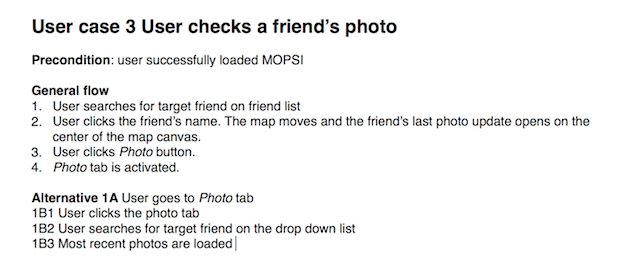 User case 3 User checks a friend’s photo
Precondition: user successfully loaded MOPSI
General flow
1. User searches for target friend on friend list
2. User clicks the friend’s name. The map moves and the friend’s last photo update opens on the
center of the map canvas.
3. User clicks Photo button.
4. Photo tab is activated.
Alternative 1A User goes to Photo tab
1B1 User clicks the photo tab
1B2 User searches for target friend on the drop down list
1B3 Most recent photos are loaded